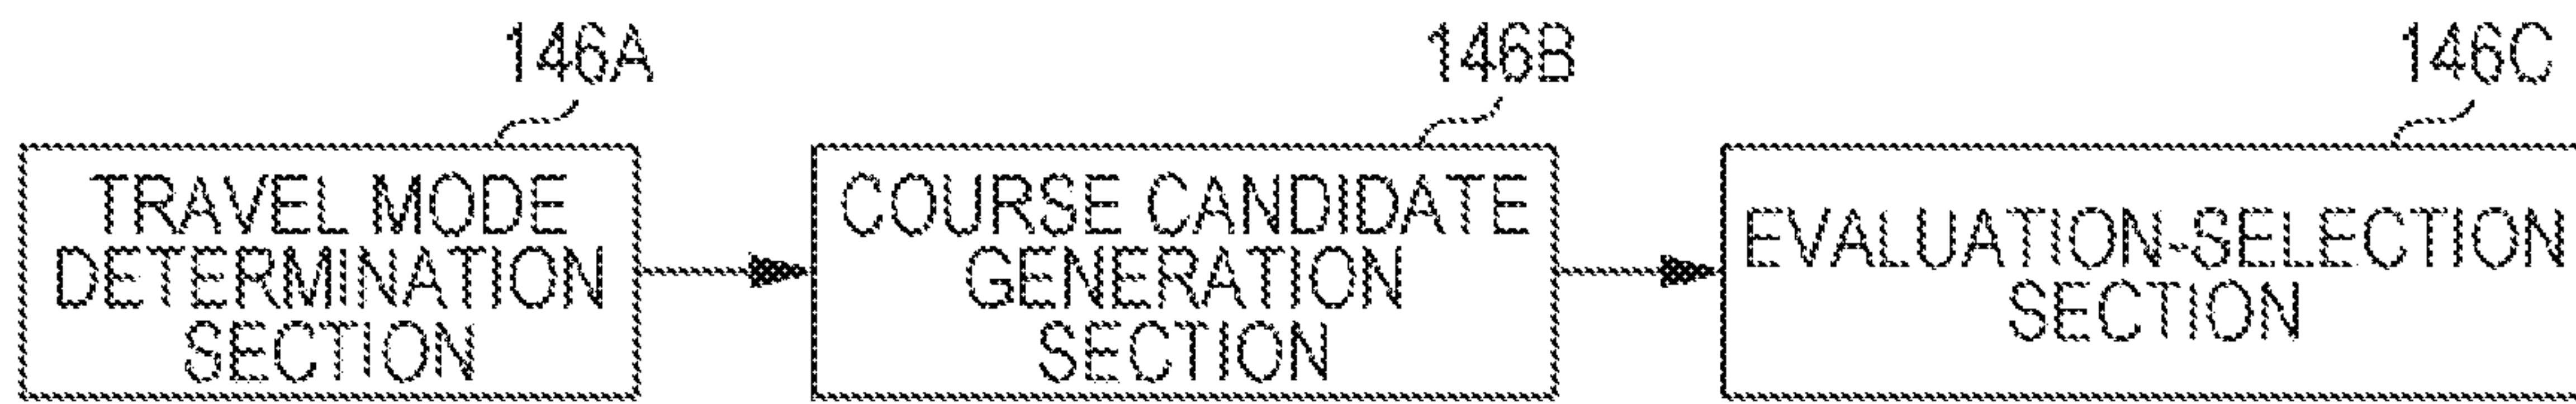 146A
146B
146C
TRAVEL MODE
DETERMINATION
SECTION
COURSE CANDIDATE
GENERATION
SECTION
EVALUATION-SELECTION
SECTION